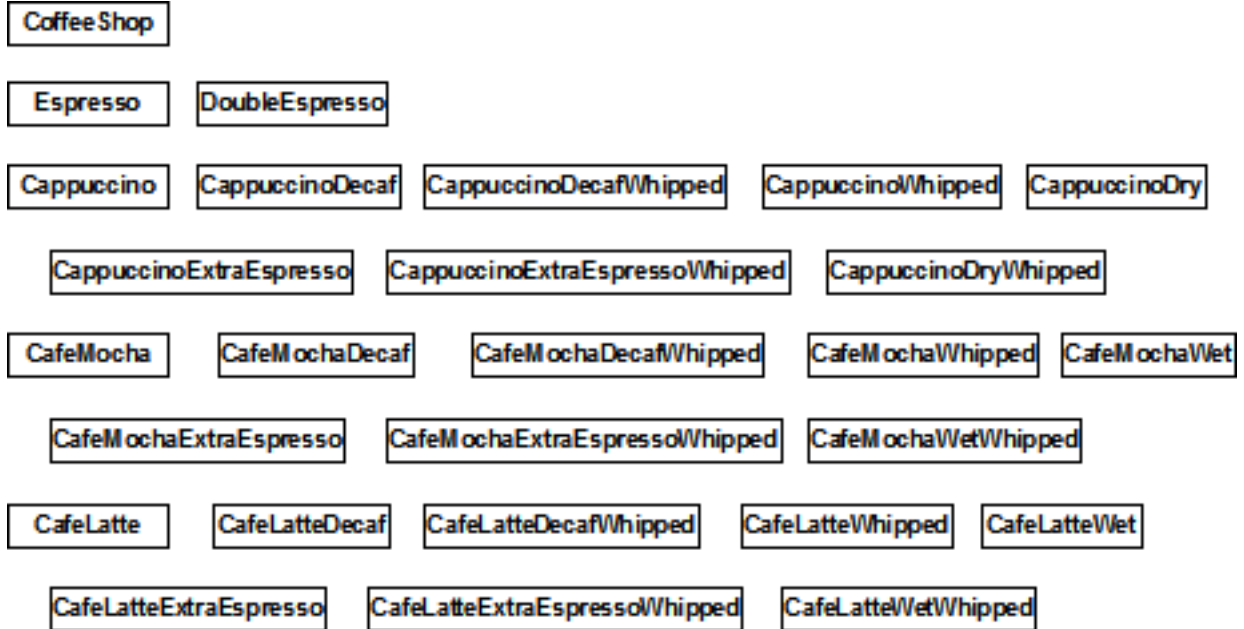 CoffeeShop
Espresso DoubleEspresso
Cappuccino CappuccinoDecaf CappuccinoDecafWhipped CappuccinoWhipped CappuccinoDry
CappuccinoExtraEspresso CappuccinoExtraEspressoWhipped CappuccinoDryWhipped
CafeMocha CafeMochaDecaf CafeMochaDecafWhipped CafeMochaWhipped CafeMochaWet
CafeMochaExtraEspresso CafeMochaExtraEspressoWhipped CafeMochaWetWhipped
CafeLatte CafeLatteDecaf CafeLatteDecafWhipped CafeLatteWhipped CafeLatteWet
CafeLatteExtraEspresso CafeLatteExtraEspressoWhipped CafeLatteWetWhipped